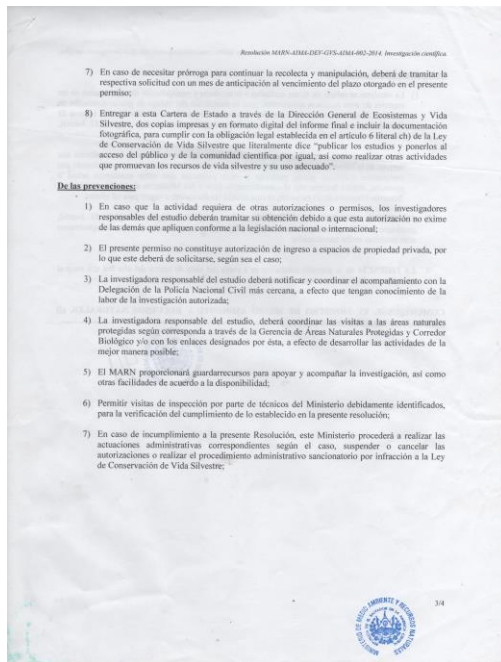 Resolución MARN-AIMA-DEF-GVS-AIMA-002-2014. Investigación científica.
7) En caso de necesitar prórroga para continuar la recolecta y manipulación, deberá de tramitar la
respectiva solicitud con un mes de anticipación al vencimiento del plazo otorgado en el presente
permiso;
8) Entregar a esta Cartera de Estado a través de la Dirección General de Ecosistemas y Vida
Silvestre, dos copias impresas y en formato digital del informe final e incluir la documentación
fotográfica, para cumplir con la obligación legal establecida en el artículo 6 literal ch) de la Ley
de Conservación de Vida Silvestre que literalmente dice “publicar los estudios y ponerlos al
acceso del público y de la comunidad científica por igual, así como realizar otras actividades
que promuevan los recursos de vida silvestre y su uso adecuado”.
De las prevenciones:
1) En caso que la actividad requiera de otras autorizaciones o permisos, los investigadores
responsables del estudio deberán tramitar su obtención debido a que esta autorización no exime
de las demás que apliquen conforme a la legislación nacional o internacional;
2) El presente permiso no constituye autorización de ingreso a espacios de propiedad privada, por
lo que este deberá de solicitarse, según sea el caso;
3) La investigadora responsable del estudio deberá notificar y coordinar el acompañamiento con la
Delegación de la Policía Nacional Civil más cercana, a efecto que tengan conocimiento de la
labor de la investigación autorizada;
4) La investigadora responsable del estudio, deberá coordinar las visitas a las áreas naturales
protegidas según corresponda a través de la Gerencia de Áreas Naturales Protegidas y Corredor
Biológico y/o con los enlaces designados por ésta, a efecto de desarrollar las actividades de la
mejor manera posible;
5) El MARN proporcionará guardarrecursos para apoyar y acompañar la investigación, así como
otras facilidades de acuerdo a la disponibilidad;
6) Permitir visitas de inspección por parte de técnicos del Ministerio debidamente identificados,
para la verificación del cumplimiento de lo establecido en la presente resolución;
7) En caso de incumplimiento a la presente Resolución, este Ministerio procederá a realizar las
actuaciones administrativas correspondientes según el caso, suspender o cancelar las
autorizaciones o realizar el procedimiento administrativo sancionatorio por infracción a la Ley
de Conservación de Vida Silvestre;
3/4
MINISTERIO DE MEDIO AMBIENTE Y RECURSOS NATURALES